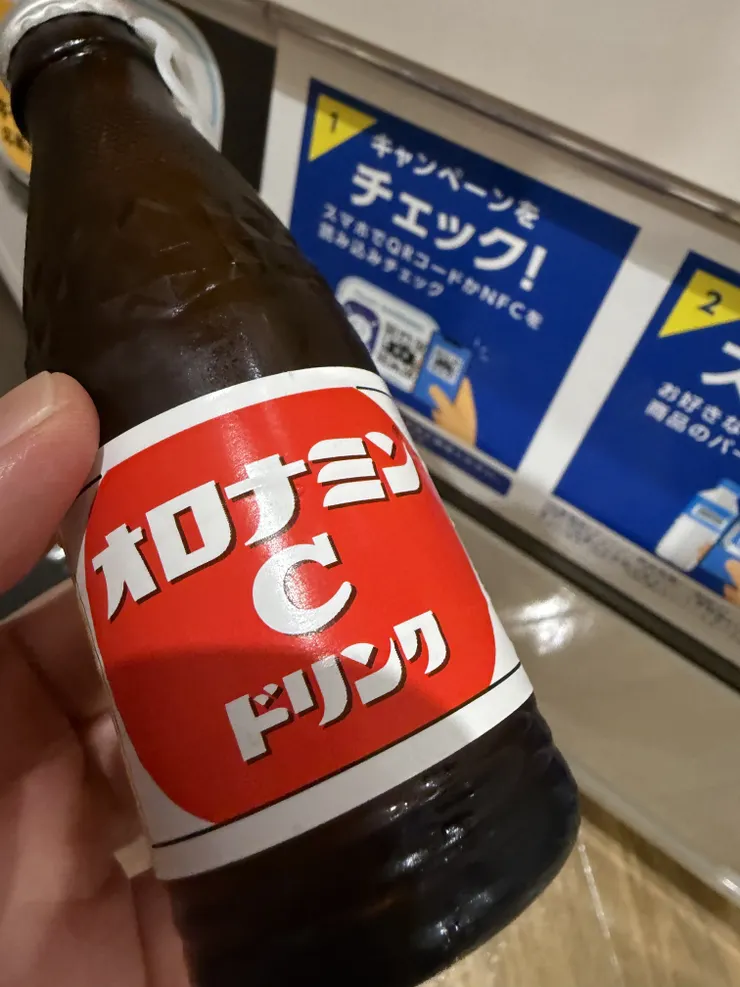 オロナミン
C
ドリンク
1
キャンペーンを
チェック!
スマホでQRコードかNFCを
読み込みチェック
2
お好きな
商品のバー